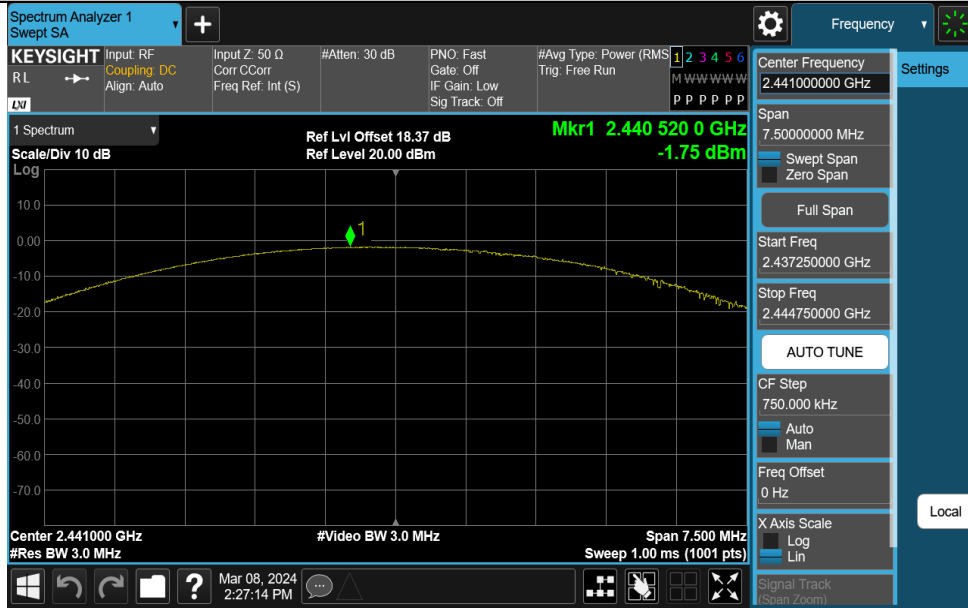 Spectrum Analyzer 1
Swept SA
+
Frequency
KEYSIGHT
R L
LXI
Input: RF
Coupling: DC
Align: Auto
Input Z: 50 Ω
Corr CCorr
Freq Ref: Int (S)
#Atten: 30 dB
PNO: Fast
Gate: Off
IF Gain: Low
Sig Track: Off
#Avg Type: Power (RMS
Trig: Free Run
1 2 3 4 5 6
M W W W W W
P P P P P P
1 Spectrum
Scale/Div 10 dB
Log
Ref Lvl Offset 18.37 dB
Ref Level 20.00 dBm
Mkr1 2.440 520 0 GHz
-1.75 dBm
10.0
0.00
-10.0
-20.0
-30.0
-40.0
-50.0
-60.0
-70.0
1
Center 2.441000 GHz
#Res BW 3.0 MHz
#Video BW 3.0 MHz
Span 7.500 MHz
Sweep 1.00 ms (1001 pts)
Center Frequency
2.441000000 GHz
Settings
Span
7.50000000 MHz
Swept Span
Zero Span
Full Span
Start Freq
2.437250000 GHz
Stop Freq
2.444750000 GHz
AUTO TUNE
CF Step
750.000 kHz
Auto
Man
Freq Offset
0 Hz
Local
X Axis Scale
Log
Lin
Signal Track
(Span Zoom)
?
Mar 08, 2024
2:27:14 PM